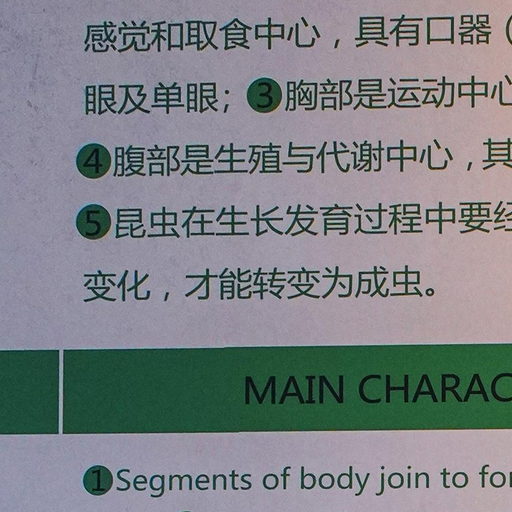 感觉和取食中心，具有口器（
眼及单眼；❸胸部是运动中心
❹腹部是生殖与代谢中心，其
❺昆虫在生长发育过程中要经
变化，才能转变为成虫。
MAIN CHARAC
❶Segments of body join to for